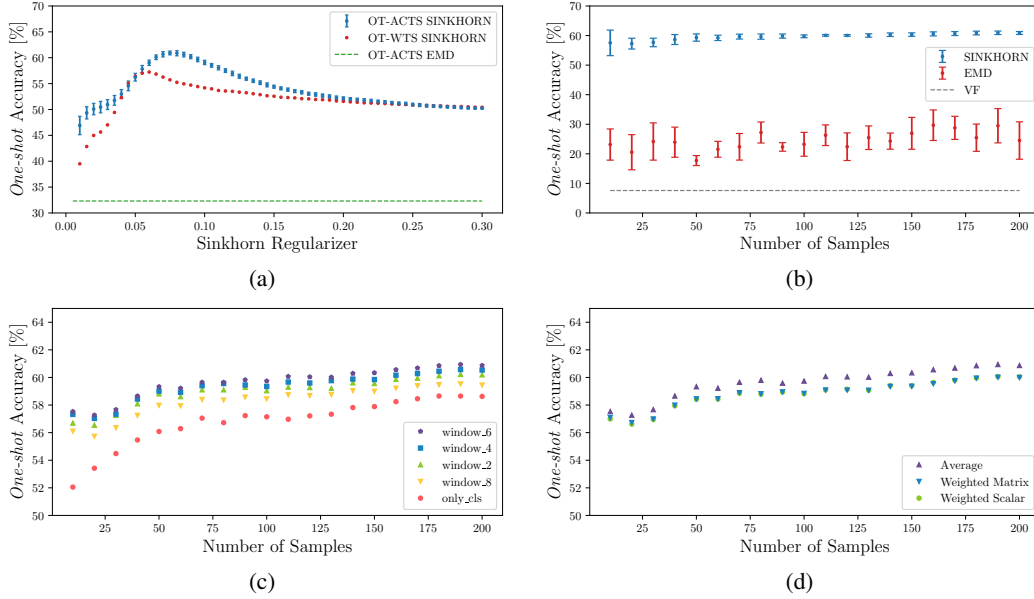 70
65
60
55
50
45
40
35
30
One-shot Accuracy [%]
OT-ACTS SINKHORN
OT-WTS SINKHORN
OT-ACTS EMD
0.00 0.05 0.10 0.15 0.20 0.25 0.30
Sinkhorn Regularizer
(a)
70
60
50
40
30
20
10
0
One-shot Accuracy [%]
SINKHORN
EMD
VF
25 50 75 100 125 150 175 200
Number of Samples
(b)
64
62
60
58
56
54
52
50
One-shot Accuracy [%]
window_6
window_4
window_2
window_8
only_cls
25 50 75 100 125 150 175 200
Number of Samples
(c)
64
62
60
58
56
54
52
50
One-shot Accuracy [%]
Average
Weighted Matrix
Weighted Scalar
25 50 75 100 125 150 175 200
Number of Samples
(d)